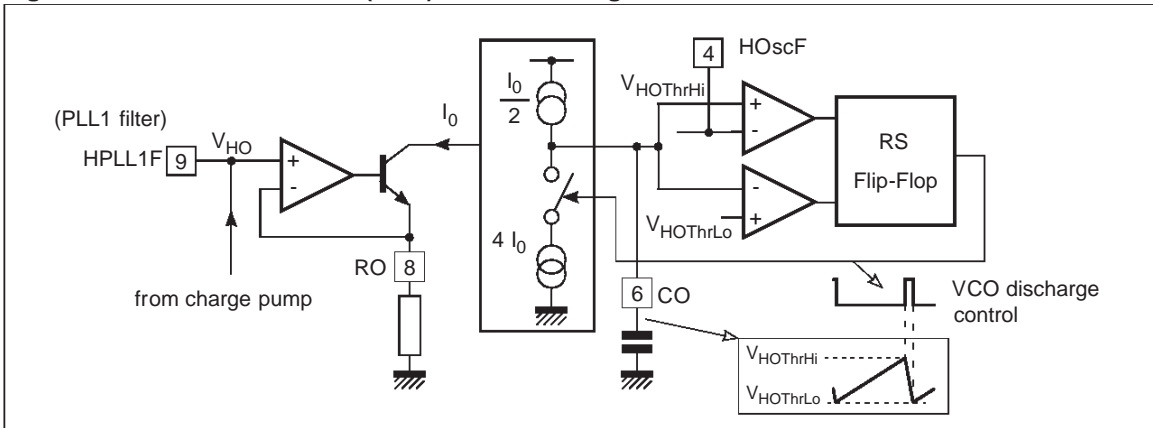 I0
2
4
HOscF
VHOThrHi
(PLL1 filter)
HPLL1F 9
VHO
+
-
I0
+
-
RS
Flip-Flop
-
+
VHOThrLo
4 I0
RO 8
from charge pump
6 CO
VCO discharge
control
VHOThrHi
VHOThrLo